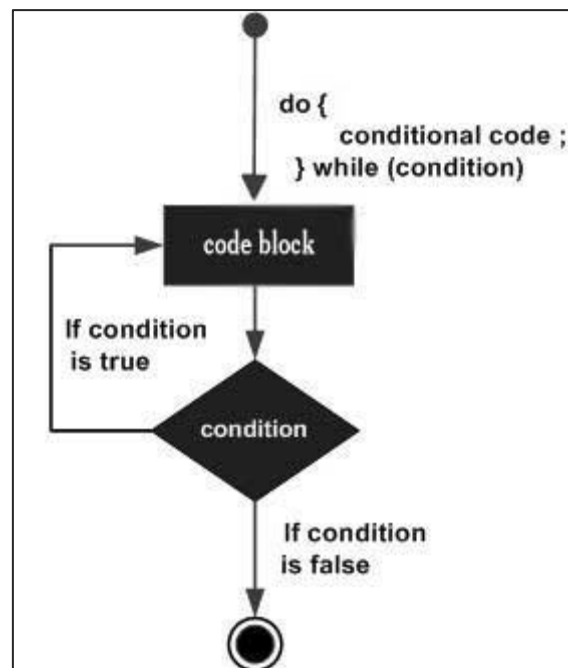 do {
conditional code ;
} while (condition)
code block
If condition
is true
condition
If condition
is false